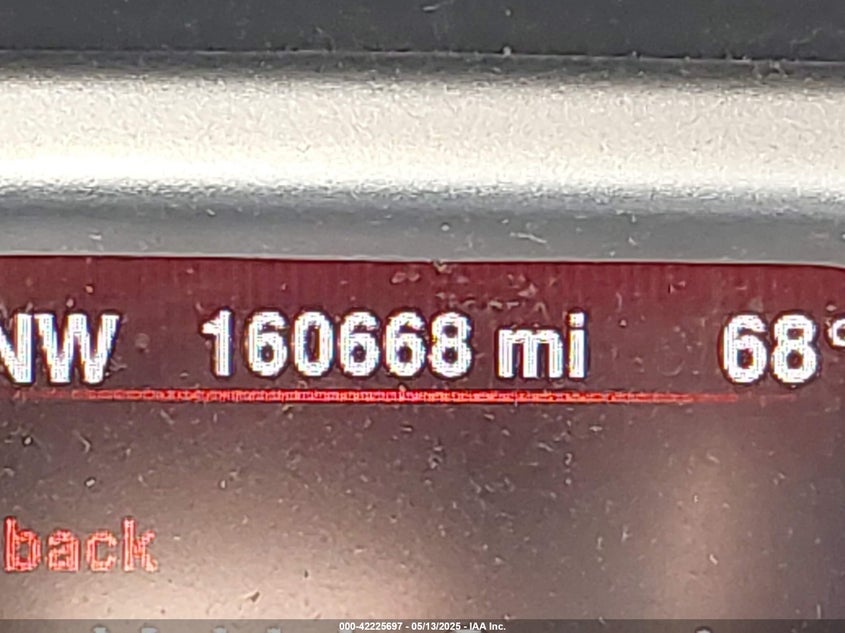 NW 160668 mi 68°
back
000-42225697 - 05/13/2025 - IAA Inc.